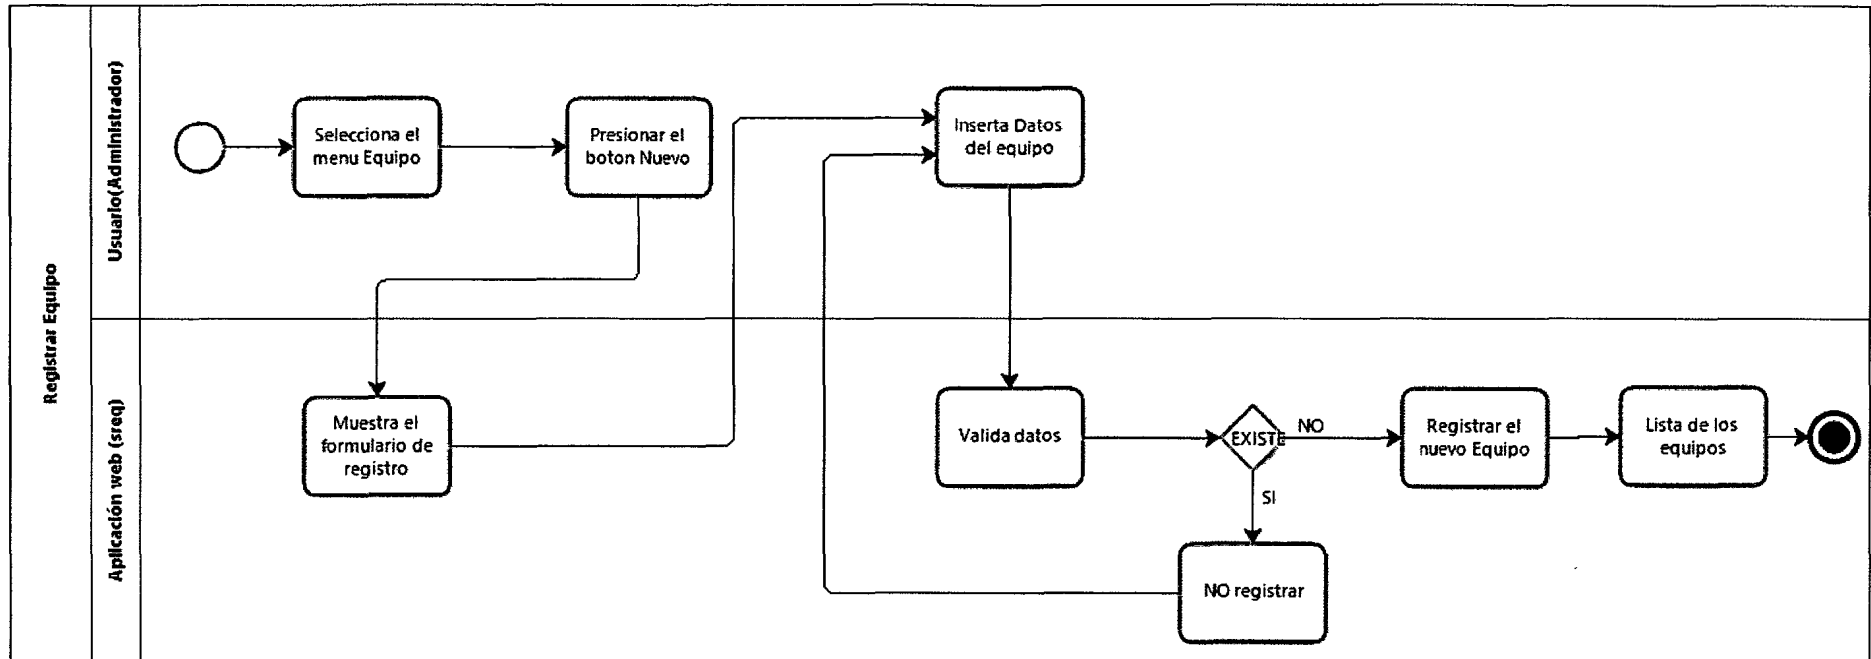 Registrar Equipo
Usuario(Administrador)
Selecciona el
menu Equipo
Presionar el
boton Nuevo
Inserta Datos
del equipo
Aplicación web (sreq)
Muestra el
formulario de
registro
Valida datos
EXISTE
NO
SI
Registrar el
nuevo Equipo
Lista de los
equipos
NO registrar